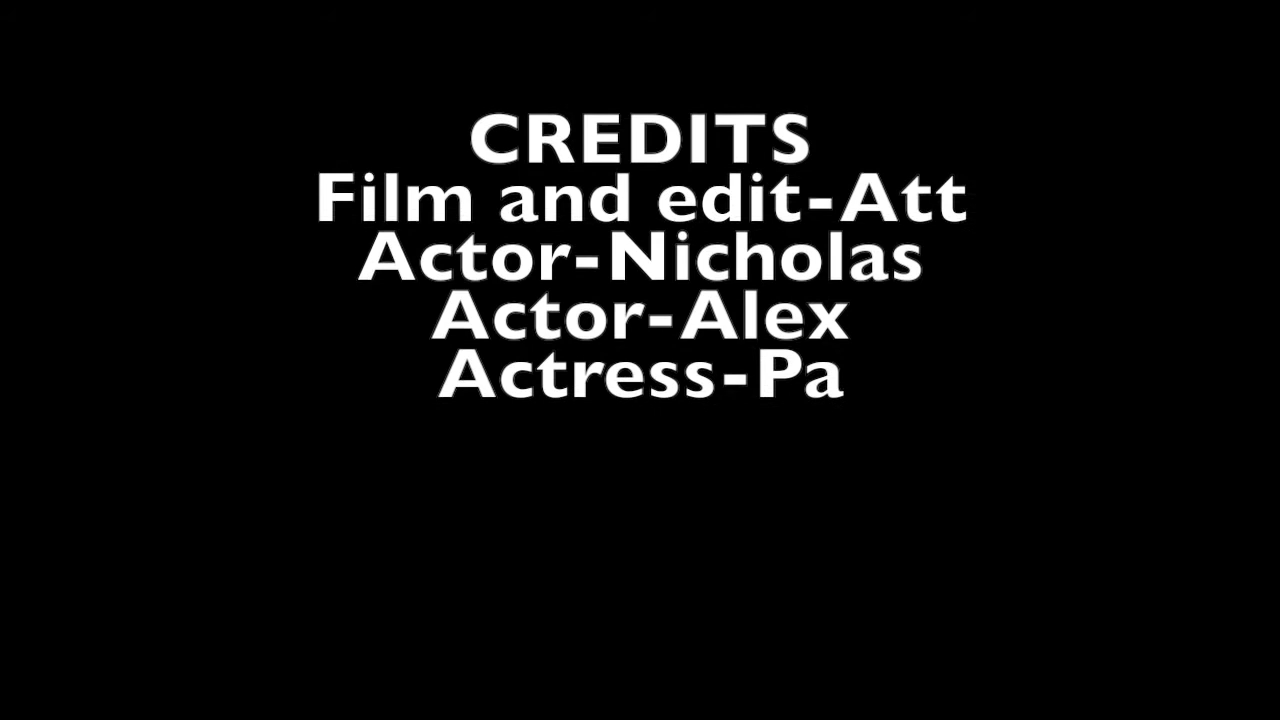 CREDITS
Film and edit-Att
Actor-Nicholas
Actor-Alex
Actress-Pa